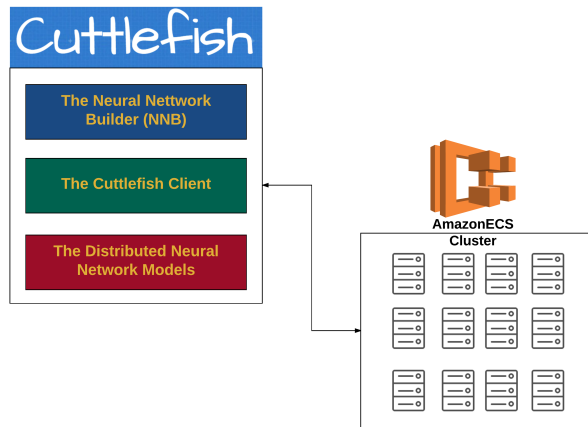 Cuttlefish
The Neural Nettwork
Builder (NNB)
The Cuttlefish Client
The Distributed Neural
Network Models
AmazonECS
Cluster